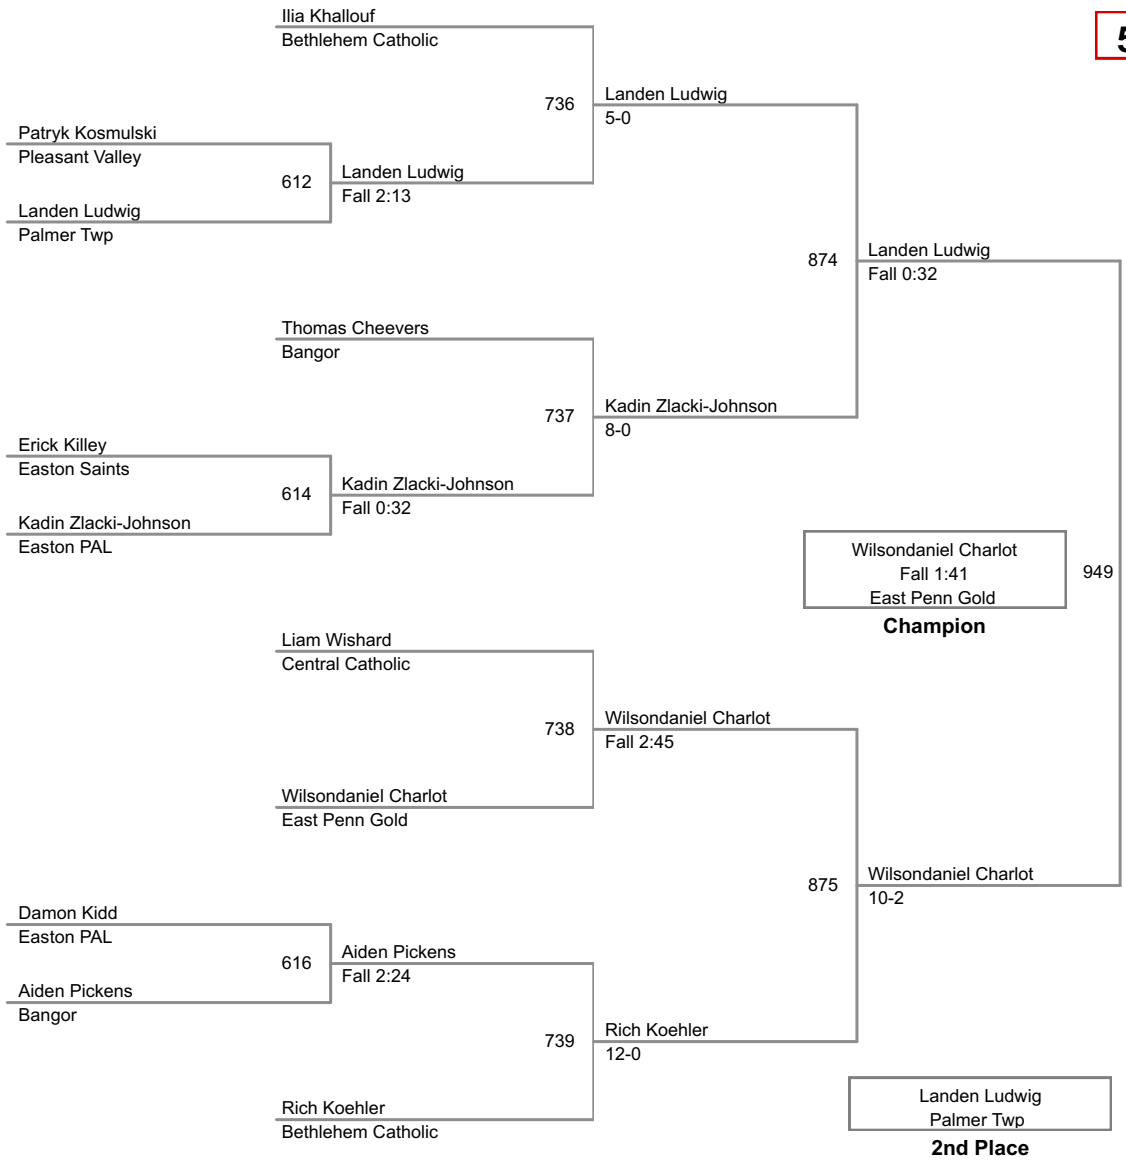 Ilia Khallouf
Bethlehem Catholic
5
736
Landen Ludwig
5-0
Patryk Kosmulski
Pleasant Valley
612
Landen Ludwig
Fall 2:13
Landen Ludwig
Palmer Twp
874
Landen Ludwig
Fall 0:32
Thomas Cheevers
Bangor
737
Kadin Zlacki-Johnson
8-0
Erick Killey
Easton Saints
614
Kadin Zlacki-Johnson
Fall 0:32
Kadin Zlacki-Johnson
Easton PAL
Wilsondaniel Charlot
Fall 1:41
East Penn Gold
Champion
949
Liam Wishard
Central Catholic
738
Wilsondaniel Charlot
Fall 2:45
Wilsondaniel Charlot
East Penn Gold
875
Wilsondaniel Charlot
10-2
Damon Kidd
Easton PAL
616
Aiden Pickens
Fall 2:24
Aiden Pickens
Bangor
739
Rich Koehler
12-0
Rich Koehler
Bethlehem Catholic
Landen Ludwig
Palmer Twp
2nd Place